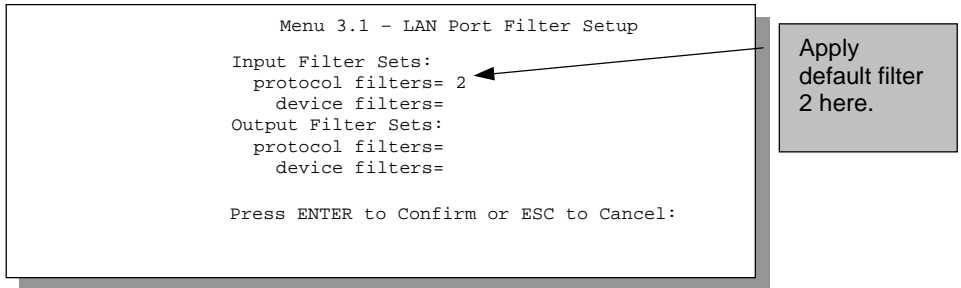 Menu 3.1 – LAN Port Filter Setup
Input Filter Sets:
protocol filters= 2
device filters=
Output Filter Sets:
protocol filters=
device filters=
Press ENTER to Confirm or ESC to Cancel:
Apply
default filter
2 here.